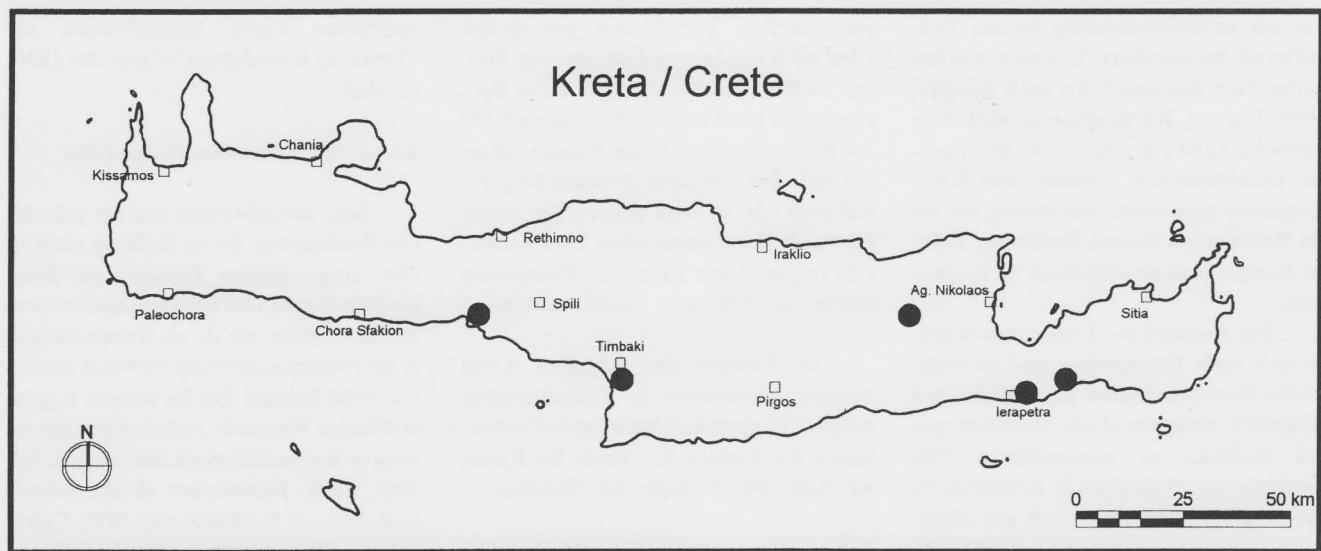 Kreta / Crete
Chania
Kissamos
Rethimno
Iraklio
Ag. Nikolaos
Sitia
Paleochora
Chora Sfakion
Spili
Timbaki
Pirgos
Ierapetra
N
0 25 50 km